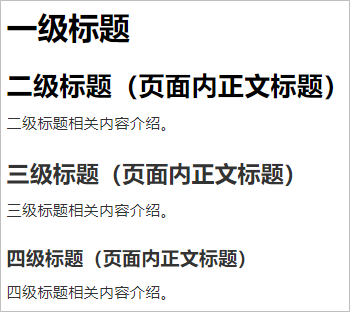 一级标题
二级标题（页面内正文标题）
二级标题相关内容介绍。
三级标题（页面内正文标题）
三级标题相关内容介绍。
四级标题（页面内正文标题）
四级标题相关内容介绍。